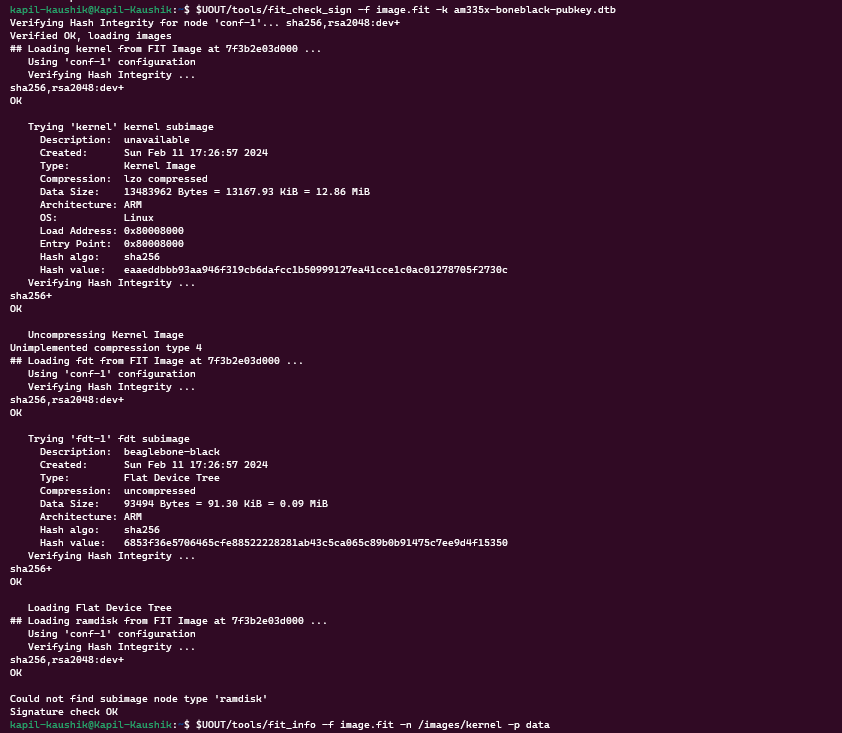 kapil-kaushik@Kapil-Kaushik:~$ $UOUT/tools/fit_check_sign -f image.fit -k am335x-boneblack-pubkey.dtb
Verifying Hash Integrity for node 'conf-1'... sha256,rsa2048:dev+
Verified OK, loading images
## Loading kernel from FIT Image at 7f3b2e03d000 ...
   Using 'conf-1' configuration
   Verifying Hash Integrity ...
sha256,rsa2048:dev+
OK

   Trying 'kernel' kernel subimage
     Description:  unavailable
     Created:      Sun Feb 11 17:26:57 2024
     Type:         Kernel Image
     Compression:  lzo compressed
     Data Size:    13483962 Bytes = 13167.93 KiB = 12.86 MiB
     Architecture: ARM
     OS:           Linux
     Load Address: 0x80008000
     Entry Point:  0x80008000
     Hash algo:    sha256
     Hash value:   eaaeddbbb93aa946f319cb6dafcc1b50999127ea41cce1c0ac01278705f2730c
   Verifying Hash Integrity ...
sha256+
OK

   Uncompressing Kernel Image
Unimplemented compression type 4
## Loading fdt from FIT Image at 7f3b2e03d000 ...
   Using 'conf-1' configuration
   Verifying Hash Integrity ...
sha256,rsa2048:dev+
OK

   Trying 'fdt-1' fdt subimage
     Description:  beaglebone-black
     Created:      Sun Feb 11 17:26:57 2024
     Type:         Flat Device Tree
     Compression:  uncompressed
     Data Size:    93494 Bytes = 91.30 KiB = 0.09 MiB
     Architecture: ARM
     Hash algo:    sha256
     Hash value:   6853f36e5706465cfe88522228281ab43c5ca065c89b0b91475c7ee9d4f15350
   Verifying Hash Integrity ...
sha256+
OK

   Loading Flat Device Tree
## Loading ramdisk from FIT Image at 7f3b2e03d000 ...
   Using 'conf-1' configuration
   Verifying Hash Integrity ...
sha256,rsa2048:dev+
OK

Could not find subimage node type 'ramdisk'
Signature check OK
kapil-kaushik@Kapil-Kaushik:~$ $UOUT/tools/fit_info -f image.fit -n /images/kernel -p data